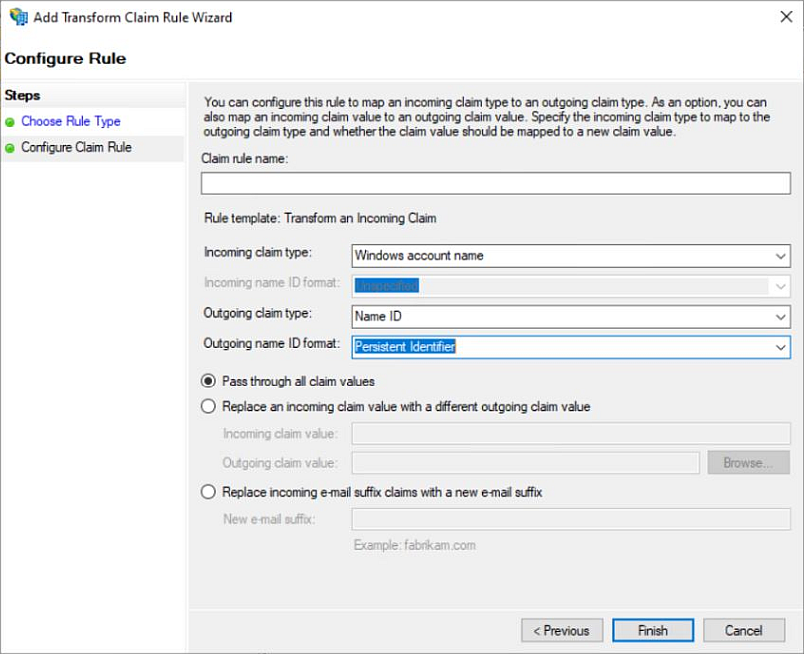 Add Transform Claim Rule Wizard
Configure Rule
Steps
Choose Rule Type
Configure Claim Rule
You can configure this rule to map an incoming claim type to an outgoing claim type. As an option, you can
also map an incoming claim value to an outgoing claim value. Specify the incoming claim type to map to the
outgoing claim type and whether the claim value should be mapped to a new claim value.
Claim rule name:
Rule template: Transform an Incoming Claim
Incoming claim type: Windows account name
Incoming name ID format: Unspecified
Outgoing claim type: Name ID
Outgoing name ID format: Persistent Identifier
Pass through all claim values
Replace an incoming claim value with a different outgoing claim value
Incoming claim value:
Outgoing claim value: Browse...
Replace incoming e-mail suffix claims with a new e-mail suffix
New e-mail suffix:
Example: fabrikam.com
< Previous Finish Cancel